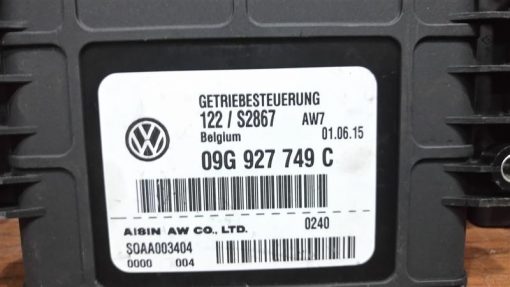 GETRIEBESTEUERUNG
122 / S2867 AW7
Belgium 01.06.15
09G 927 749 C
AISIN AW CO., LTD. 0240
SOAA003404
0000 004